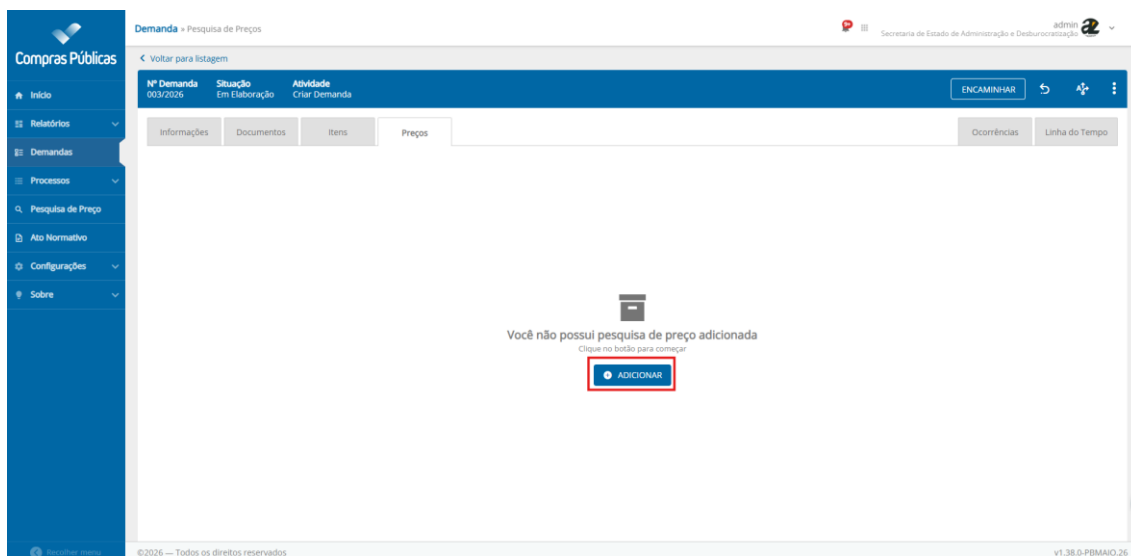 Compras Públicas
Início
Relatórios
Demandas
Processos
Pesquisa de Preço
Ato Normativo
Configurações
Sobre
Recolher menu
Demanda » Pesquisa de Preços
admin
Secretaria de Estado de Administração e Desburocratização
Voltar para listagem
Nº Demanda Situação Atividade
003/2026 Em Elaboração Criar Demanda
ENCAMINHAR
Informações Documentos Itens Preços Ocorrências Linha do Tempo
Você não possui pesquisa de preço adicionada
Clique no botão para começar
ADICIONAR
©2026 — Todos os direitos reservados v1.38.0-PBMAIO.26